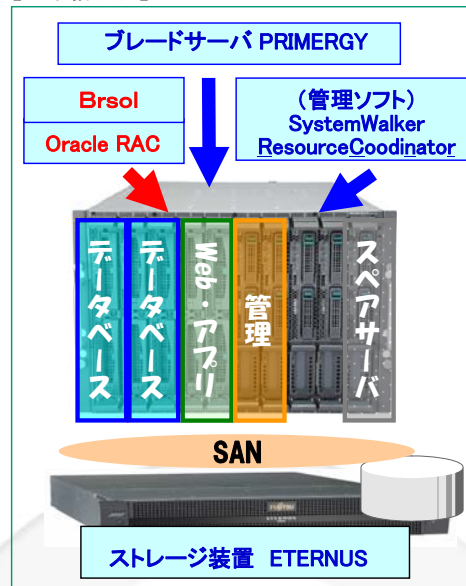 ブレードサーバ PRIMERGY
Brsol
Oracle RAC
（管理ソフト）
SystemWalker
ResourceCoodinator
データベース
データベース
Web・アプリ
管理
スペアサーバ
SAN
FUJITSU
ストレージ装置 ETERNUS